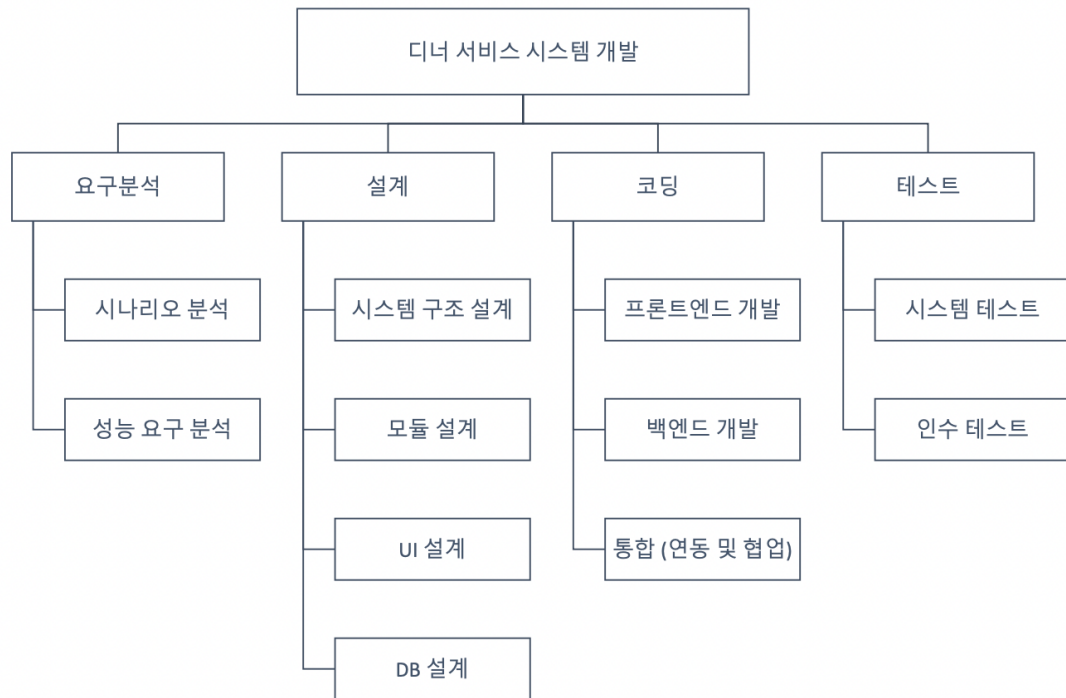 디너 서비스 시스템 개발
요구분석
설계
코딩
테스트
시나리오 분석
시스템 구조 설계
프론트엔드 개발
시스템 테스트
성능 요구 분석
모듈 설계
백엔드 개발
인수 테스트
UI 설계
통합 (연동 및 협업)
DB 설계